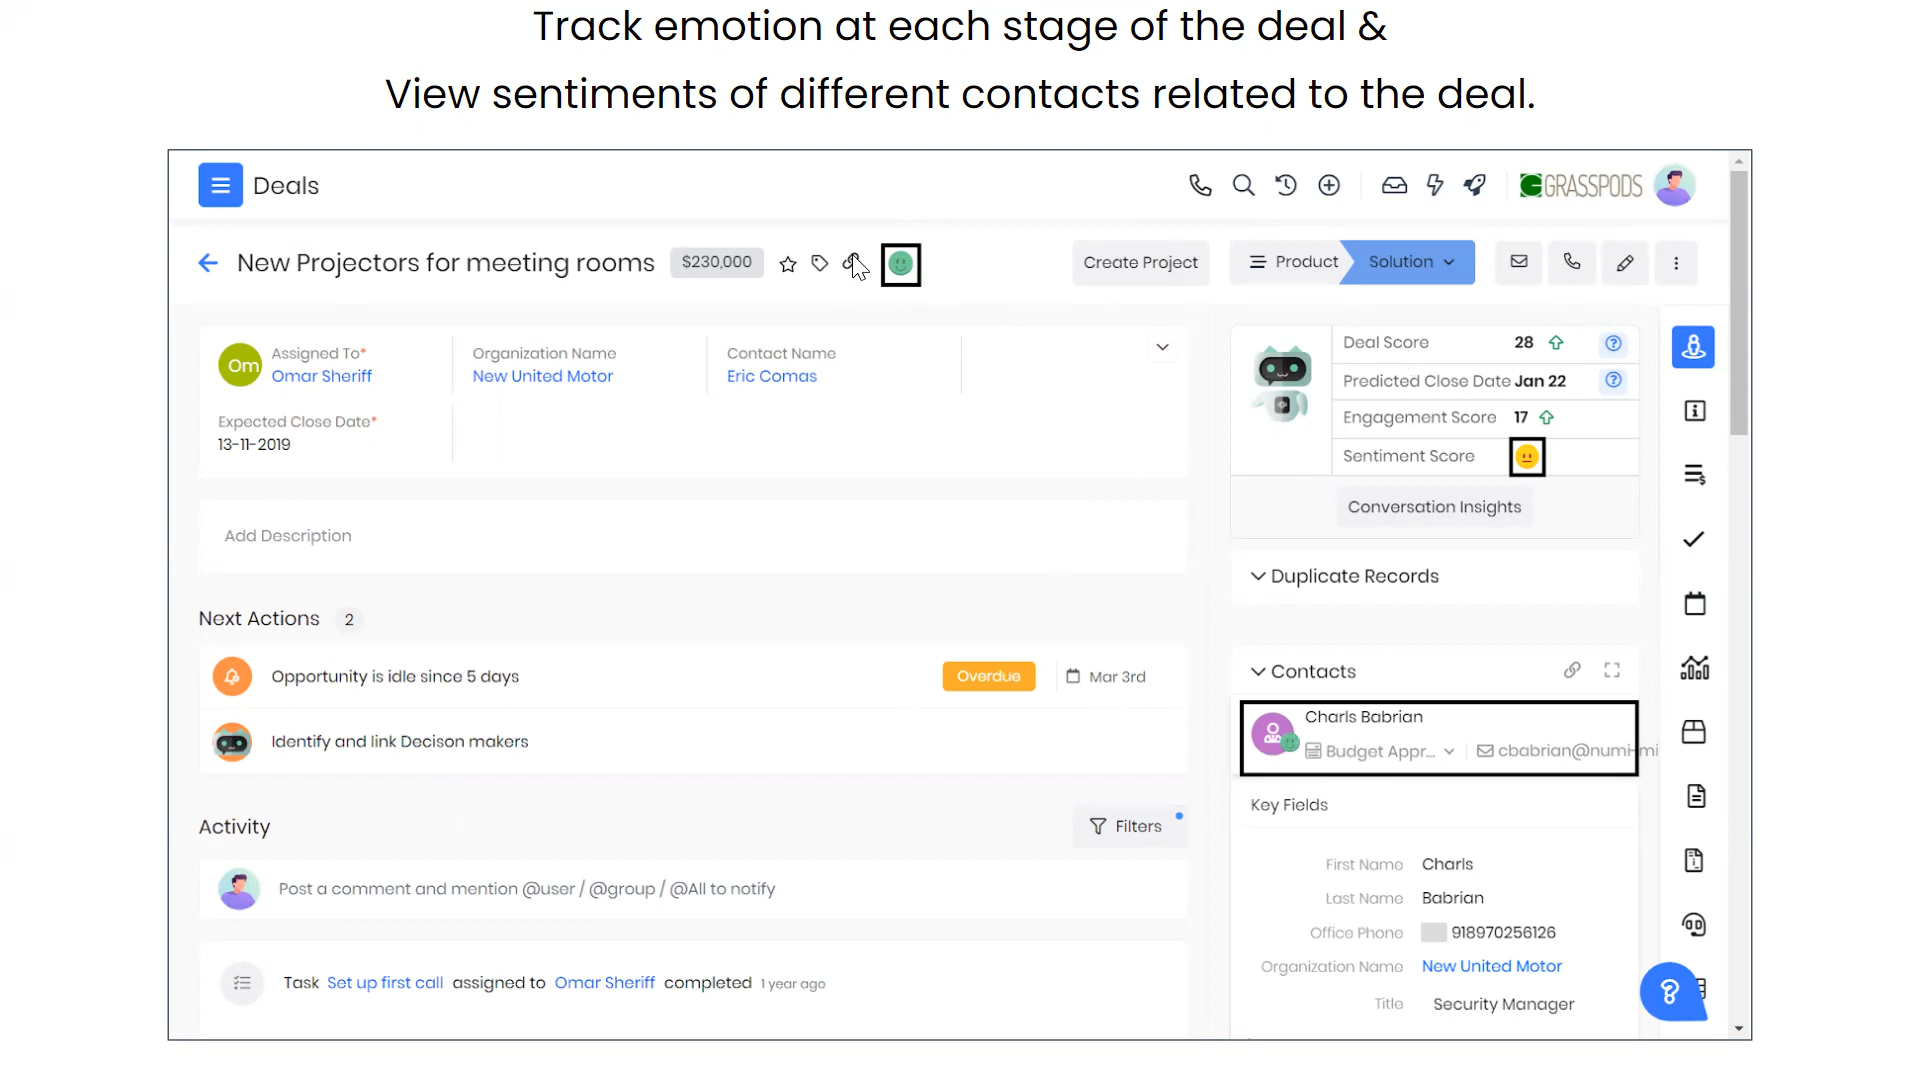 Track emotion at each stage of the deal &
View sentiments of different contacts related to the deal.
Deals
GRASSPODS
New Projectors for meeting rooms
$230,000
Create Project
Product
Solution
Om
Assigned To*
Omar Sheriff
Organization Name
New United Motor
Contact Name
Eric Comas
Expected Close Date*
13-11-2019
Deal Score 28
Predicted Close Date Jan 22
Engagement Score 17
Sentiment Score
Conversation Insights
Add Description
Duplicate Records
Next Actions 2
Opportunity is idle since 5 days
Overdue
Mar 3rd
Identify and link Decison makers
Contacts
Charls Babrian
Budget Appr...
cbabrian@numi-mi
Key Fields
First Name Charls
Last Name Babrian
Office Phone 918970256126
Organization Name New United Motor
Title Security Manager
Activity
Filters
Post a comment and mention @user / @group / @All to notify
Task Set up first call assigned to Omar Sheriff completed 1 year ago